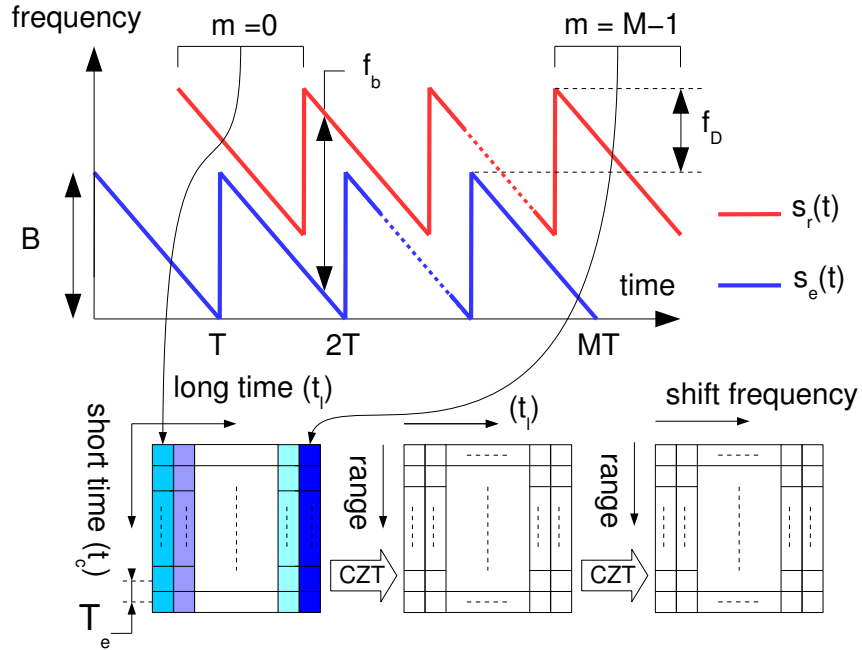 frequency
m =0
m = M−1
f_b
f_D
B
s_r(t)
s_e(t)
time
T
2T
MT
long time (t_l)
short time (t_c)
T_e
(t_l)
range
CZT
shift frequency
range
CZT